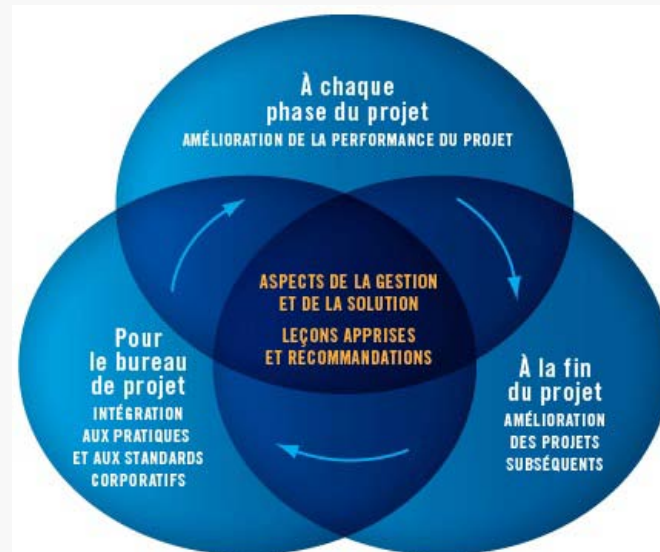 À chaque
phase du projet
AMÉLIORATION DE LA PERFORMANCE DU PROJET
ASPECTS DE LA GESTION
ET DE LA SOLUTION
LEÇONS APPRISES
ET RECOMMANDATIONS
Pour
le bureau
de projet
INTÉGRATION
AUX PRATIQUES
ET AUX STANDARDS
CORPORATIFS
À la fin
du projet
AMÉLIORATION
DES PROJETS
SUBSÉQUENTS